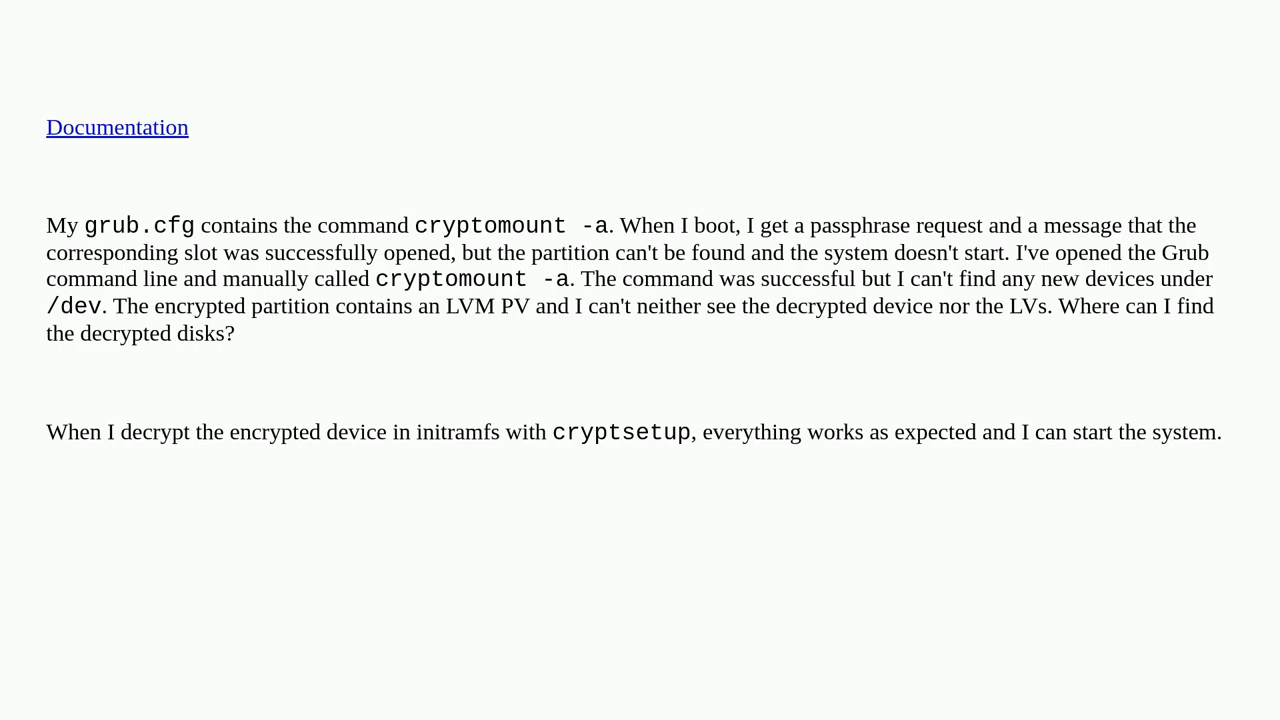 Documentation
My grub.cfg contains the command cryptomount -a. When I boot, I get a passphrase request and a message that the
corresponding slot was successfully opened, but the partition can't be found and the system doesn't start. I've opened the Grub
command line and manually called cryptomount -a. The command was successful but I can't find any new devices under
/dev. The encrypted partition contains an LVM PV and I can't neither see the decrypted device nor the LVs. Where can I find
the decrypted disks?
When I decrypt the encrypted device in initramfs with cryptsetup, everything works as expected and I can start the system.